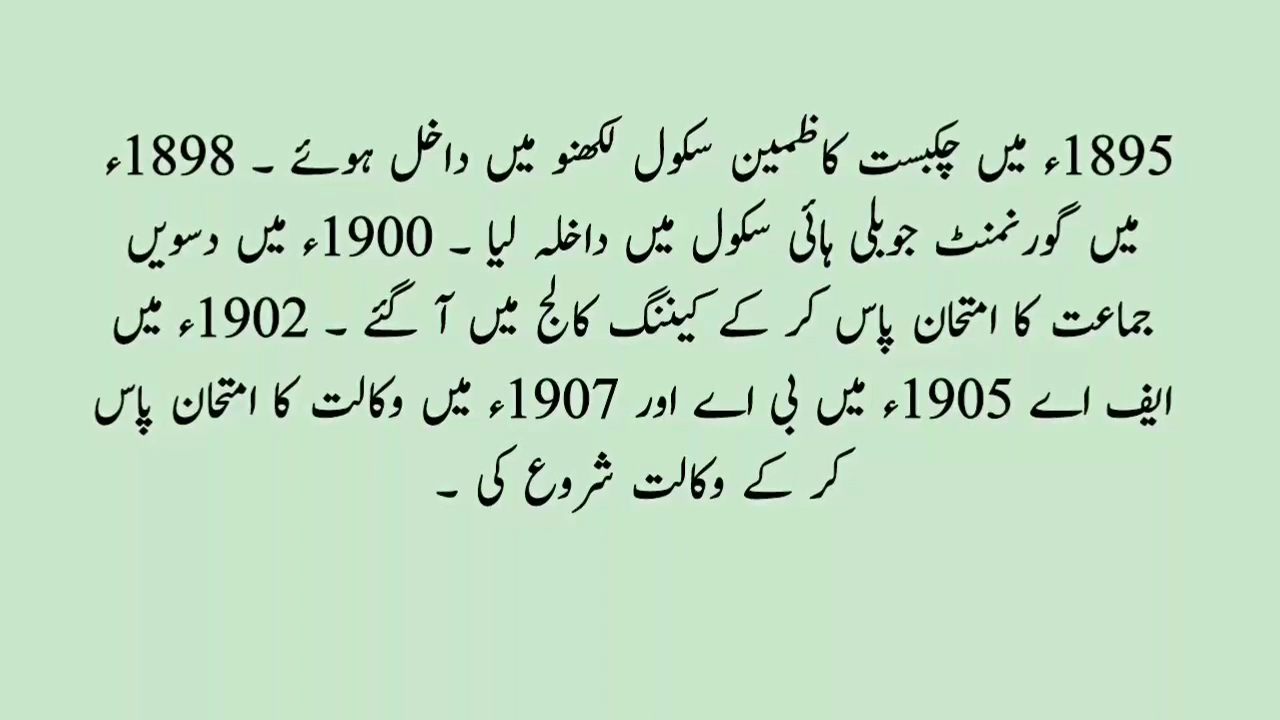 1895ء میں چکبست کاظمین سکول لکھنو میں داخل ہوئے ۔ 1898ء
میں گورنمنٹ جوبلی ہائی سکول میں داخلہ لیا ۔ 1900ء میں دسویں
جماعت کا امتحان پاس کر کے کیننگ کالج میں آ گئے ۔ 1902ء میں
ایف اے 1905ء میں بی اے اور 1907ء میں وکالت کا امتحان پاس
کر کے وکالت شروع کی ۔